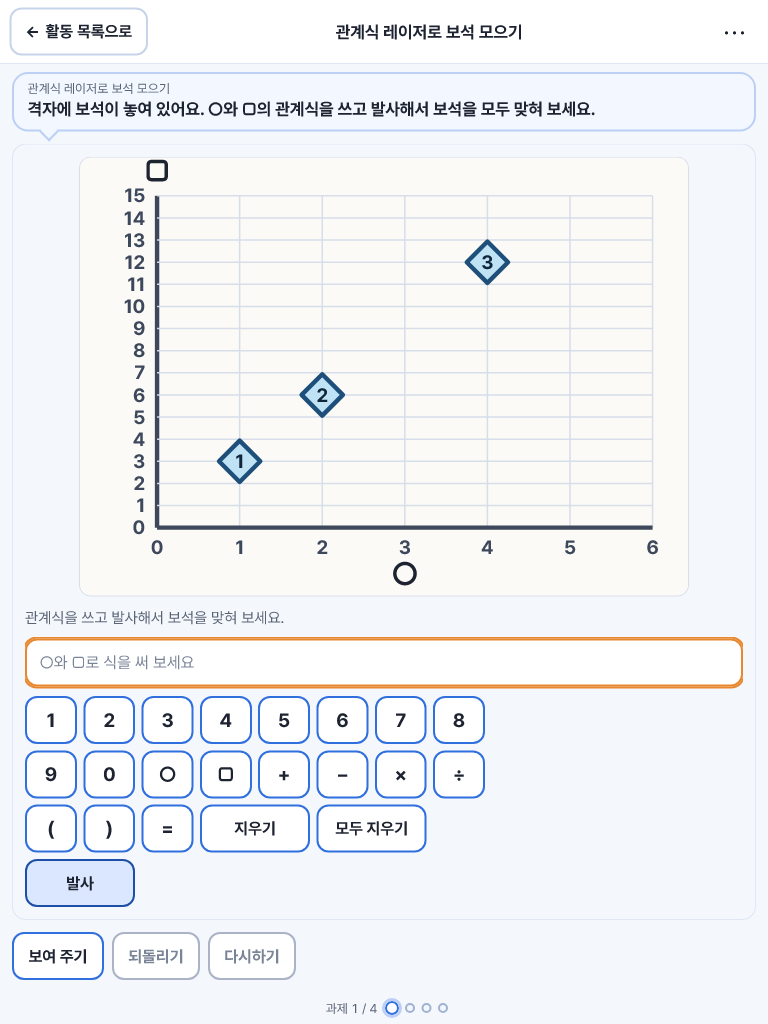 ← 활동 목록으로
관계식 레이저로 보석 모으기
···
관계식 레이저로 보석 모으기
격자에 보석이 놓여 있어요. ○와 □의 관계식을 쓰고 발사해서 보석을 모두 맞혀 보세요.
□
15
14
13
12
11
10
9
8
7
6
5
4
3
2
1
0
3
2
1
0 1 2 3 4 5 6
○
관계식을 쓰고 발사해서 보석을 맞혀 보세요.
○와 □로 식을 써 보세요
1 2 3 4 5 6 7 8
9 0 ○ □ + − × ÷
( ) = 지우기 모두 지우기
발사
보여 주기 되돌리기 다시하기
과제 1 / 4